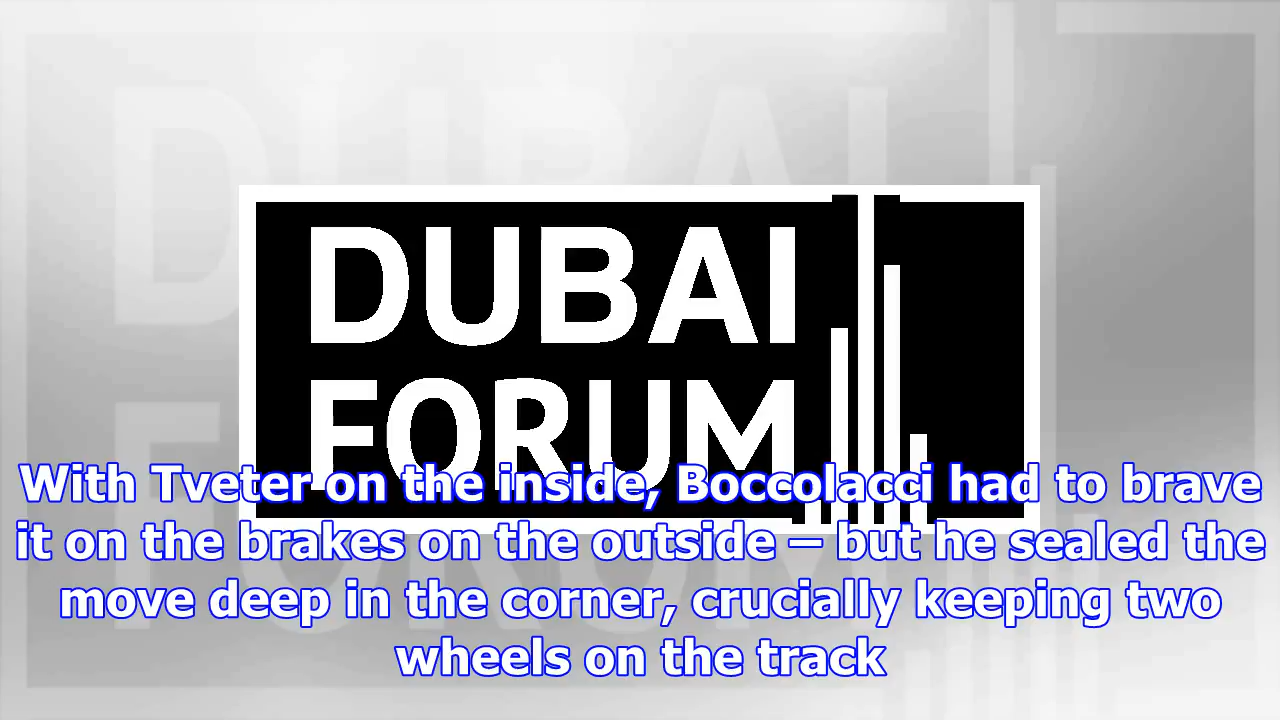 DUBAI
FORUM
With Tveter on the inside, Boccolacci had to brave
it on the brakes on the outside – but he sealed the
move deep in the corner, crucially keeping two
wheels on the track